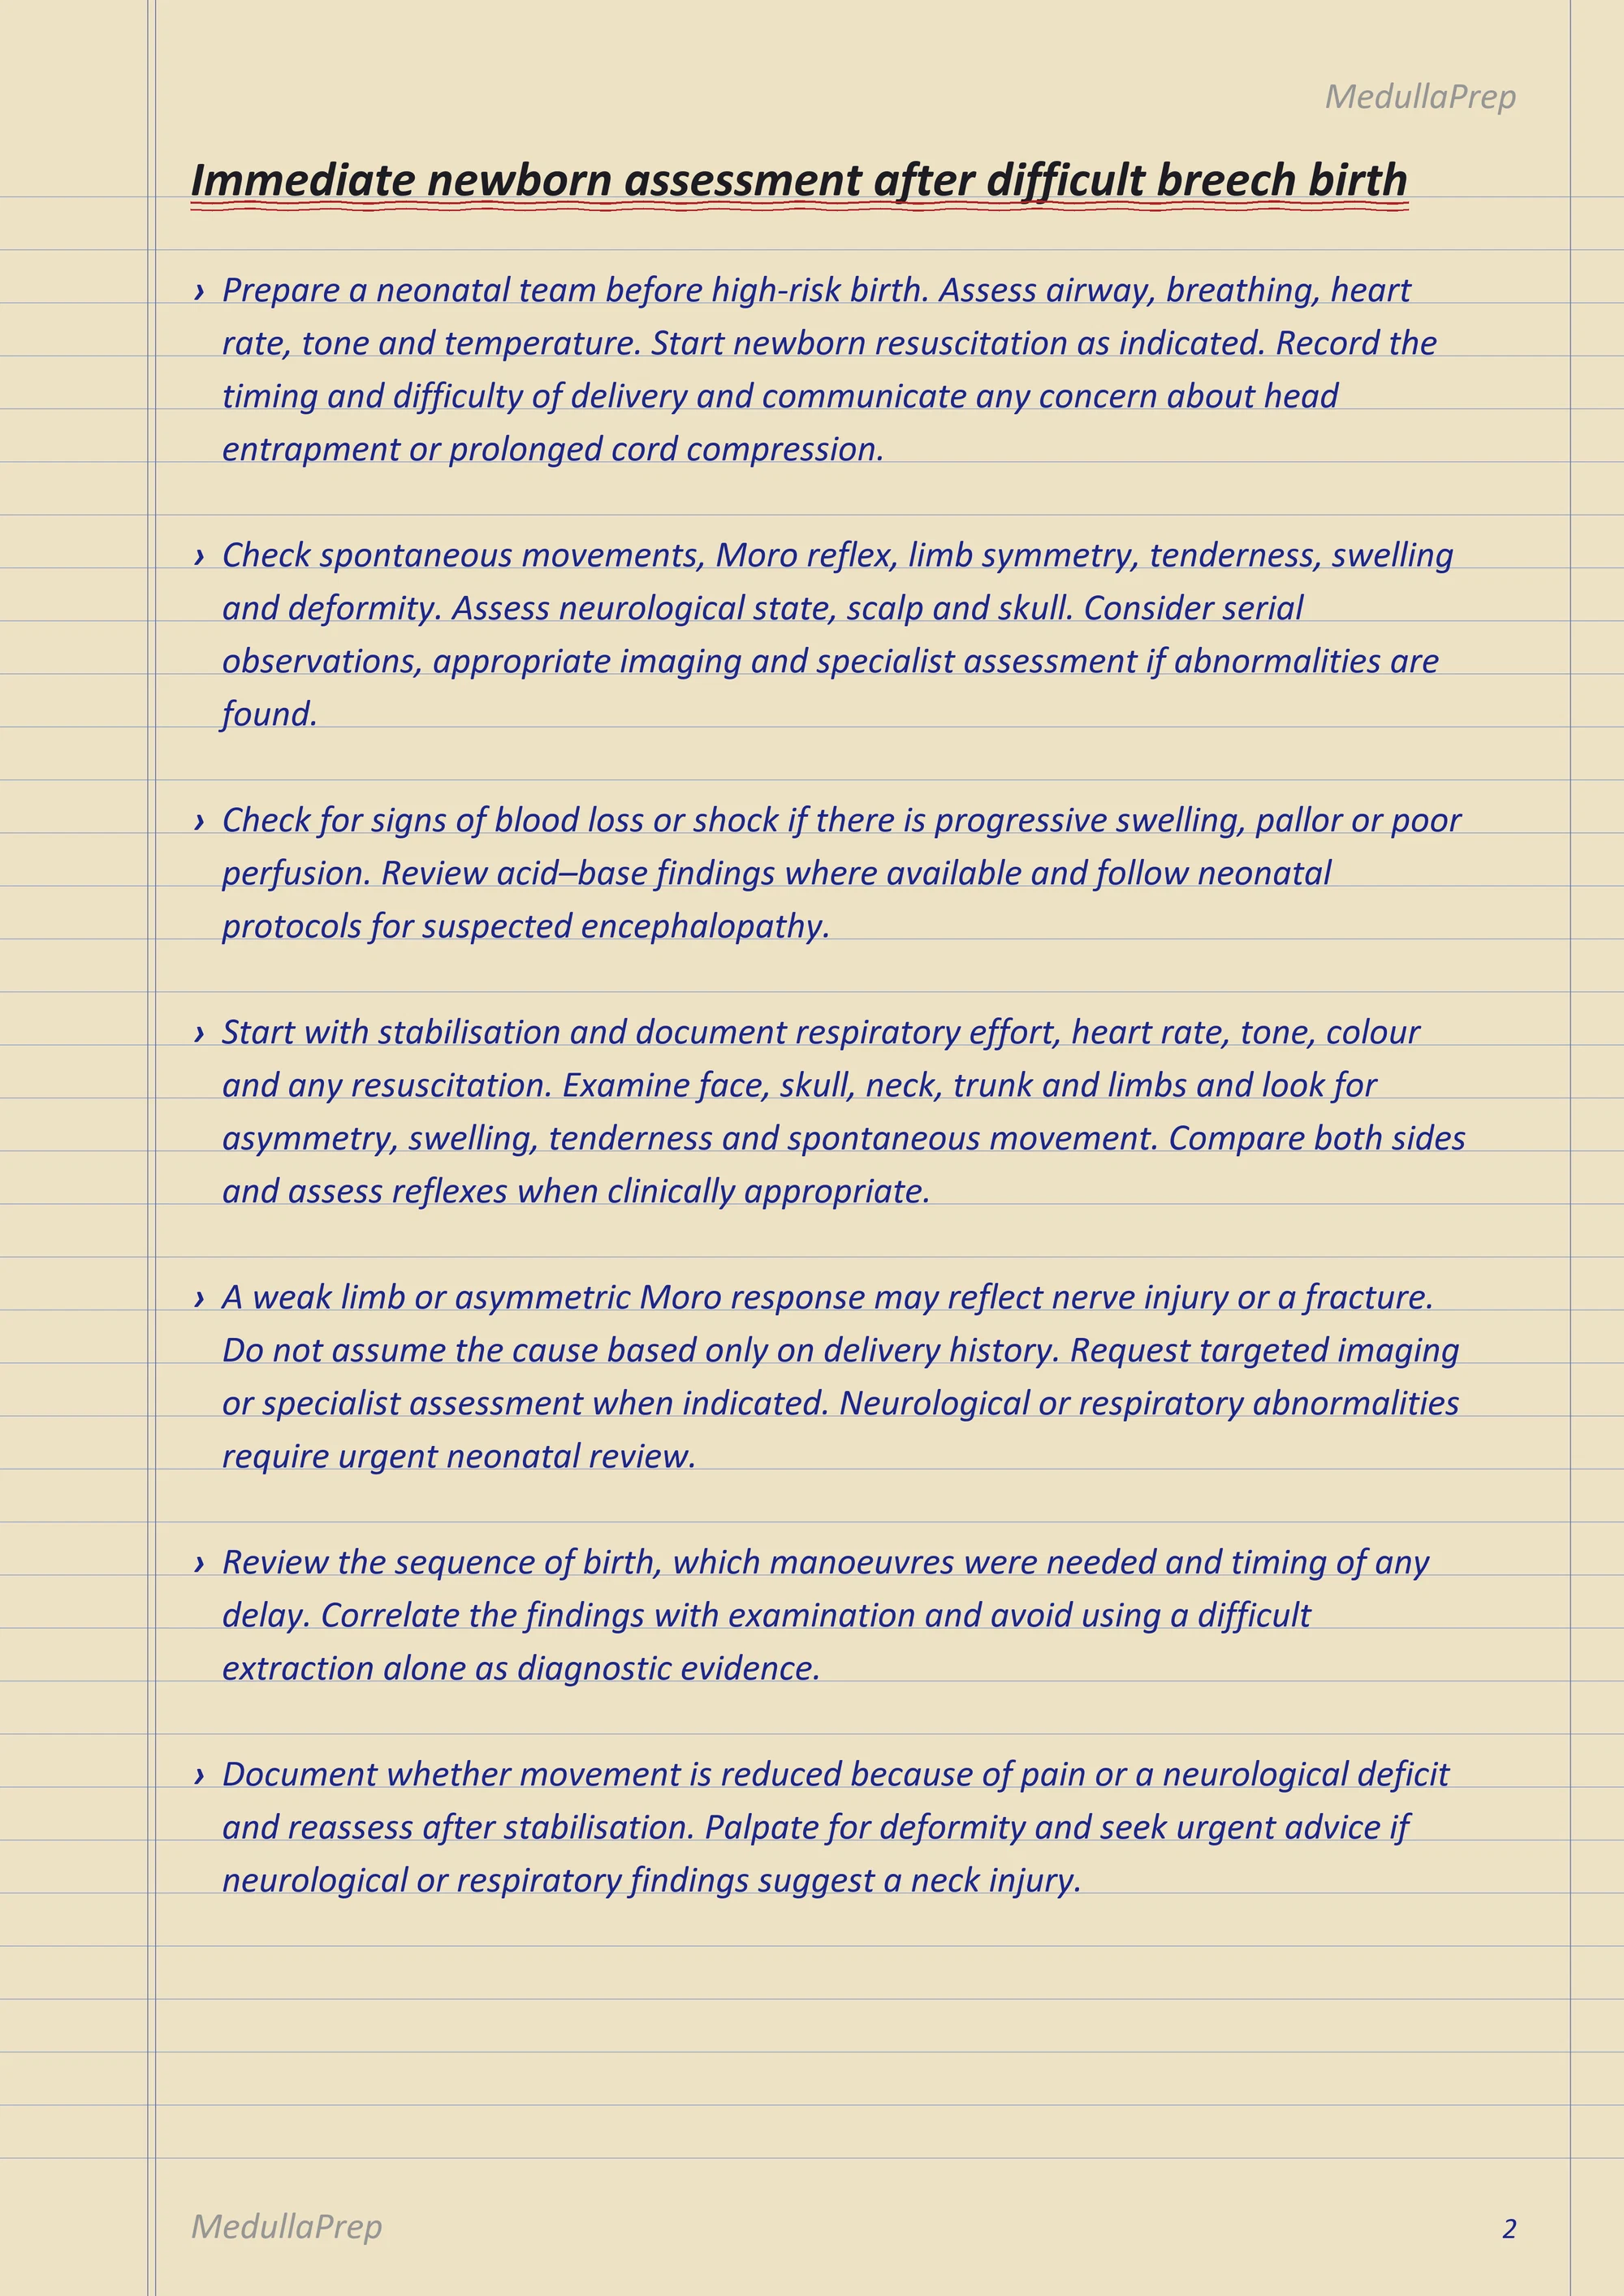 MedullaPrep
Immediate newborn assessment after difficult breech birth
› Prepare a neonatal team before high-risk birth. Assess airway, breathing, heart
rate, tone and temperature. Start newborn resuscitation as indicated. Record the
timing and difficulty of delivery and communicate any concern about head
entrapment or prolonged cord compression.
› Check spontaneous movements, Moro reflex, limb symmetry, tenderness, swelling
and deformity. Assess neurological state, scalp and skull. Consider serial
observations, appropriate imaging and specialist assessment if abnormalities are
found.
› Check for signs of blood loss or shock if there is progressive swelling, pallor or poor
perfusion. Review acid–base findings where available and follow neonatal
protocols for suspected encephalopathy.
› Start with stabilisation and document respiratory effort, heart rate, tone, colour
and any resuscitation. Examine face, skull, neck, trunk and limbs and look for
asymmetry, swelling, tenderness and spontaneous movement. Compare both sides
and assess reflexes when clinically appropriate.
› A weak limb or asymmetric Moro response may reflect nerve injury or a fracture.
Do not assume the cause based only on delivery history. Request targeted imaging
or specialist assessment when indicated. Neurological or respiratory abnormalities
require urgent neonatal review.
› Review the sequence of birth, which manoeuvres were needed and timing of any
delay. Correlate the findings with examination and avoid using a difficult
extraction alone as diagnostic evidence.
› Document whether movement is reduced because of pain or a neurological deficit
and reassess after stabilisation. Palpate for deformity and seek urgent advice if
neurological or respiratory findings suggest a neck injury.
MedullaPrep
2